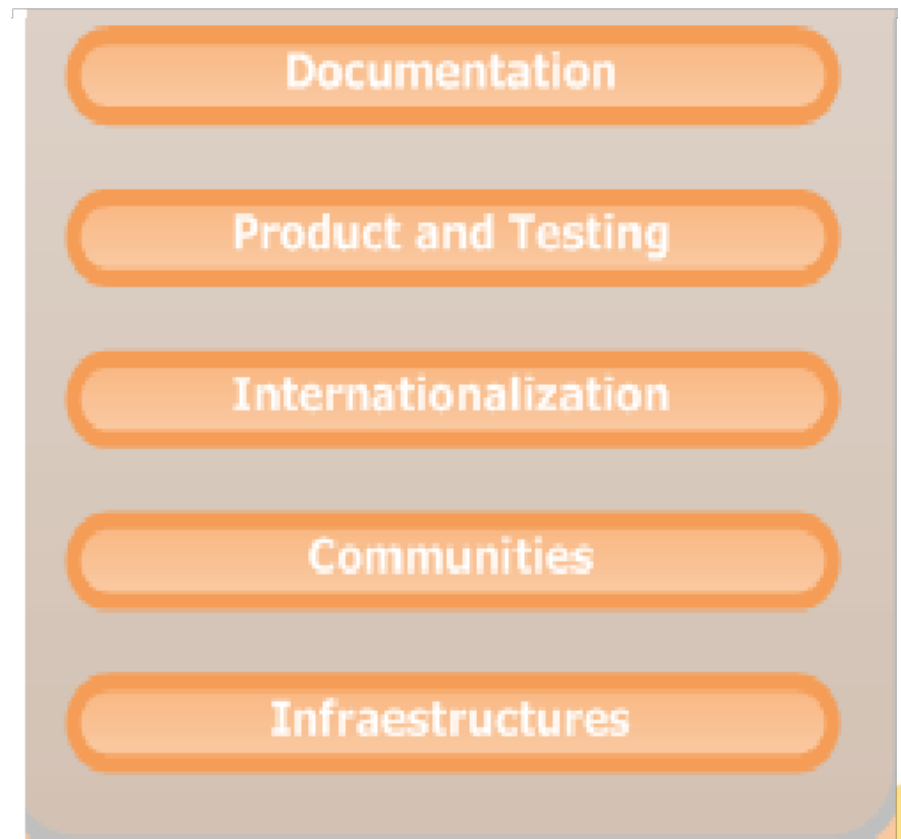 Documentation
Product and Testing
Internationalization
Communities
Infraestructures